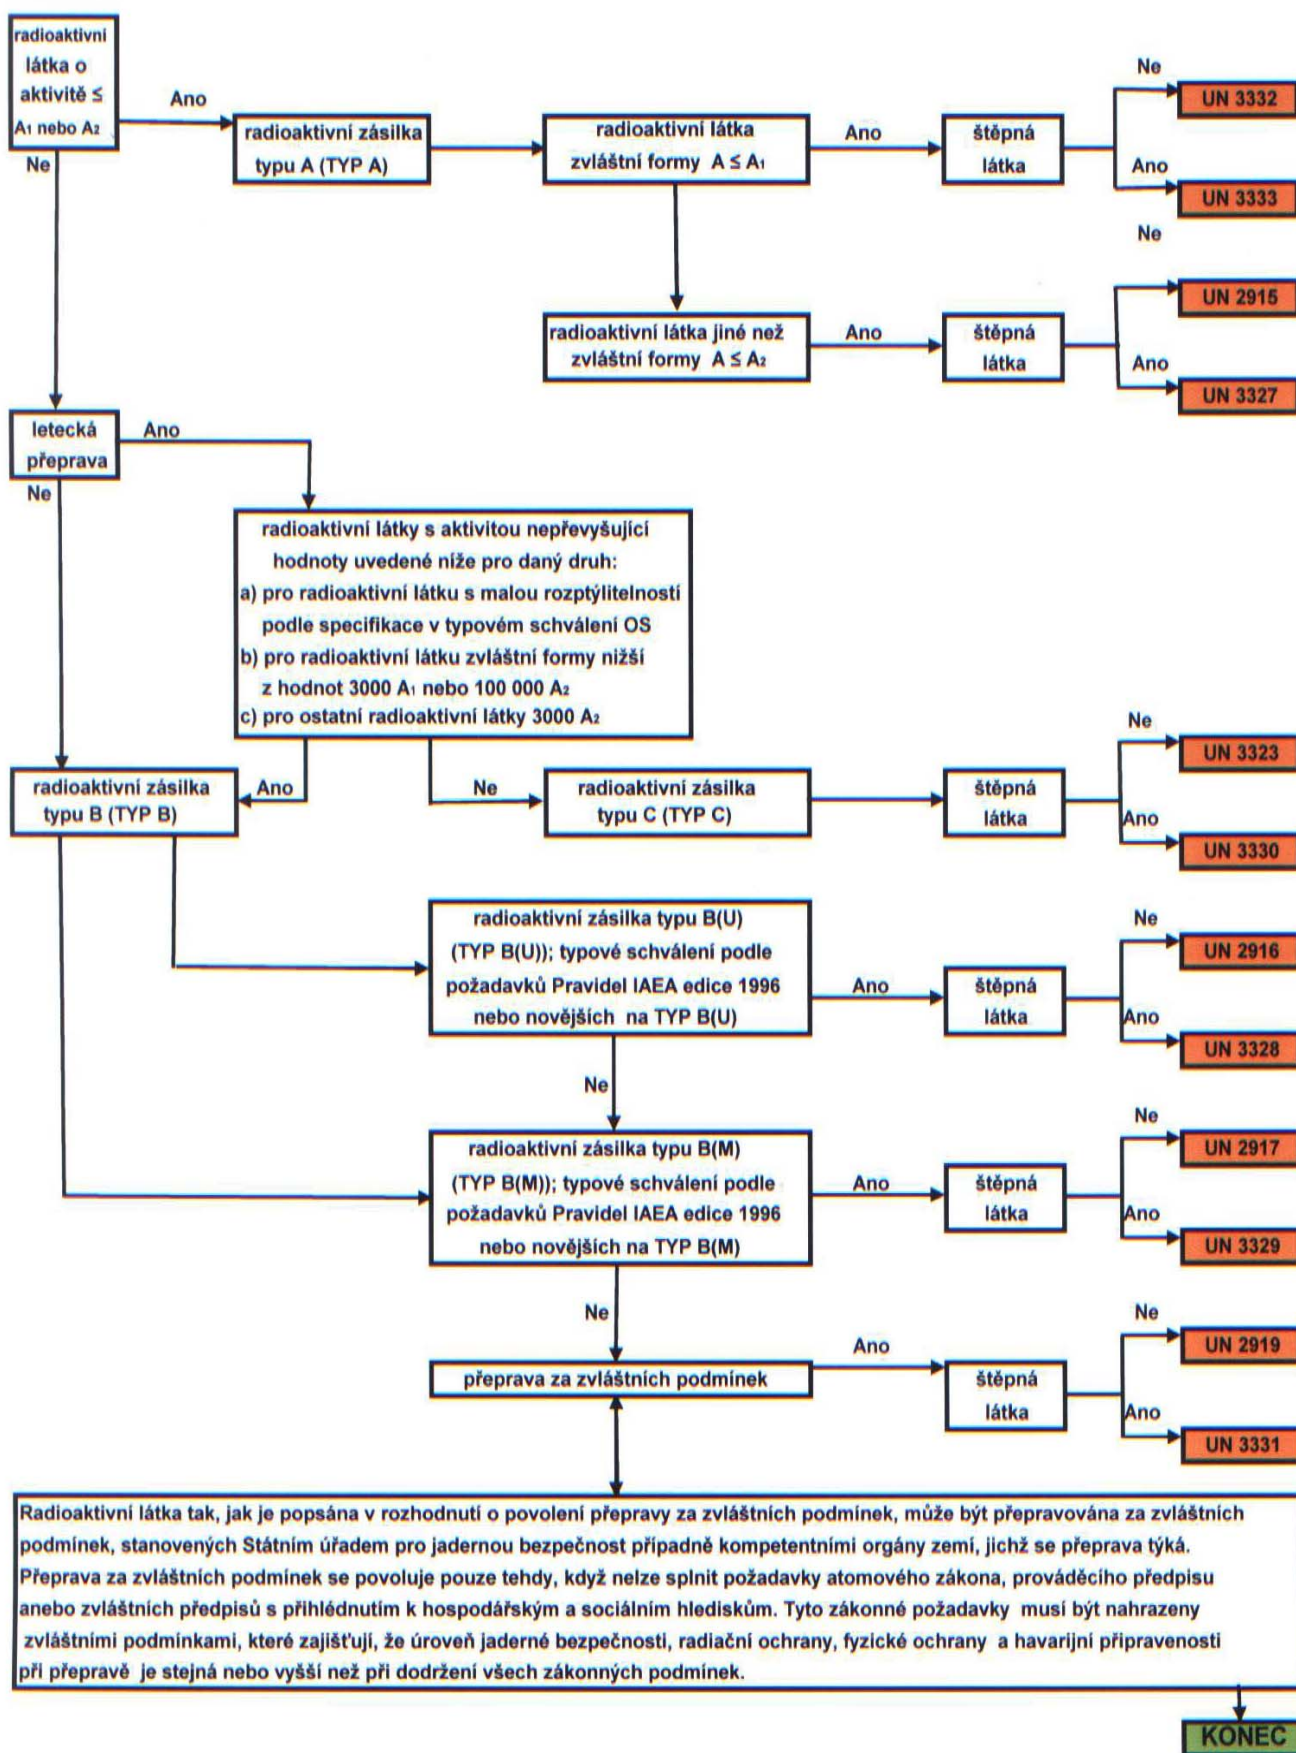 radioaktivní
látka o
aktivitě ≤
A₁ nebo A₂
Ano
Ne
radioaktivní zásilka
typu A (TYP A)
radioaktivní látka
zvláštní formy A ≤ A₁
Ano
štěpná
látka
Ne
UN 3332
Ano
UN 3333
radioaktivní látka jiné než
zvláštní formy A ≤ A₂
Ano
štěpná
látka
Ne
UN 2915
Ano
UN 3327
letecká
přeprava
Ano
Ne
radioaktivní látky s aktivitou nepřevyšující
hodnoty uvedené níže pro daný druh:
a) pro radioaktivní látku s malou rozptýlitelností
podle specifikace v typovém schválení OS
b) pro radioaktivní látku zvláštní formy nižší
z hodnot 3000 A₁ nebo 100 000 A₂
c) pro ostatní radioaktivní látky 3000 A₂
radioaktivní zásilka
typu B (TYP B)
Ano
Ne
radioaktivní zásilka
typu C (TYP C)
štěpná
látka
Ne
UN 3323
Ano
UN 3330
radioaktivní zásilka typu B(U)
(TYP B(U)); typové schválení podle
požadavků Pravidel IAEA edice 1996
nebo novějších na TYP B(U)
Ano
štěpná
látka
Ne
UN 2916
Ano
UN 3328
Ne
radioaktivní zásilka typu B(M)
(TYP B(M)); typové schválení podle
požadavků Pravidel IAEA edice 1996
nebo novějších na TYP B(M)
Ano
štěpná
látka
Ne
UN 2917
Ano
UN 3329
Ne
přeprava za zvláštních podmínek
Ano
štěpná
látka
Ne
UN 2919
Ano
UN 3331
Radioaktivní látka tak, jak je popsána v rozhodnutí o povolení přepravy za zvláštních podmínek, může být přepravována za zvláštních
podmínek, stanovených Státním úřadem pro jadernou bezpečnost případně kompetentními orgány zemí, jichž se přeprava týká.
Přeprava za zvláštních podmínek se povoluje pouze tehdy, když nelze splnit požadavky atomového zákona, prováděcího předpisu
anebo zvláštních předpisů s přihlédnutím k hospodářským a sociálním hlediskům. Tyto zákonné požadavky musí být nahrazeny
zvláštními podmínkami, které zajišťují, že úroveň jaderné bezpečnosti, radiační ochrany, fyzické ochrany a havarijní připravenosti
při přepravě je stejná nebo vyšší než při dodržení všech zákonných podmínek.
KONEC